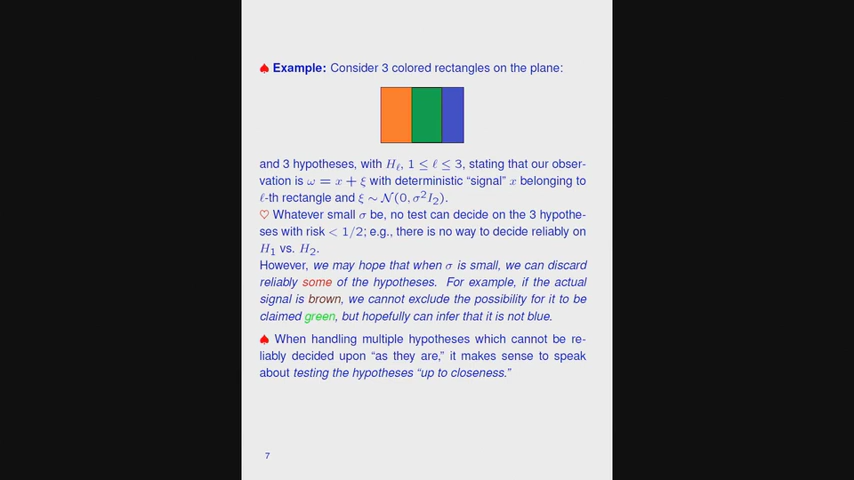 ♠ Example: Consider 3 colored rectangles on the plane:
and 3 hypotheses, with H_ℓ, 1 ≤ ℓ ≤ 3, stating that our obser-
vation is ω = x + ξ with deterministic “signal” x belonging to
ℓ-th rectangle and ξ ∼ N(0, σ²I₂).
♡ Whatever small σ be, no test can decide on the 3 hypothe-
ses with risk < 1/2; e.g., there is no way to decide reliably on
H₁ vs. H₂.
However, we may hope that when σ is small, we can discard
reliably some of the hypotheses. For example, if the actual
signal is brown, we cannot exclude the possibility for it to be
claimed green, but hopefully can infer that it is not blue.
♠ When handling multiple hypotheses which cannot be re-
liably decided upon “as they are,” it makes sense to speak
about testing the hypotheses “up to closeness.”
7